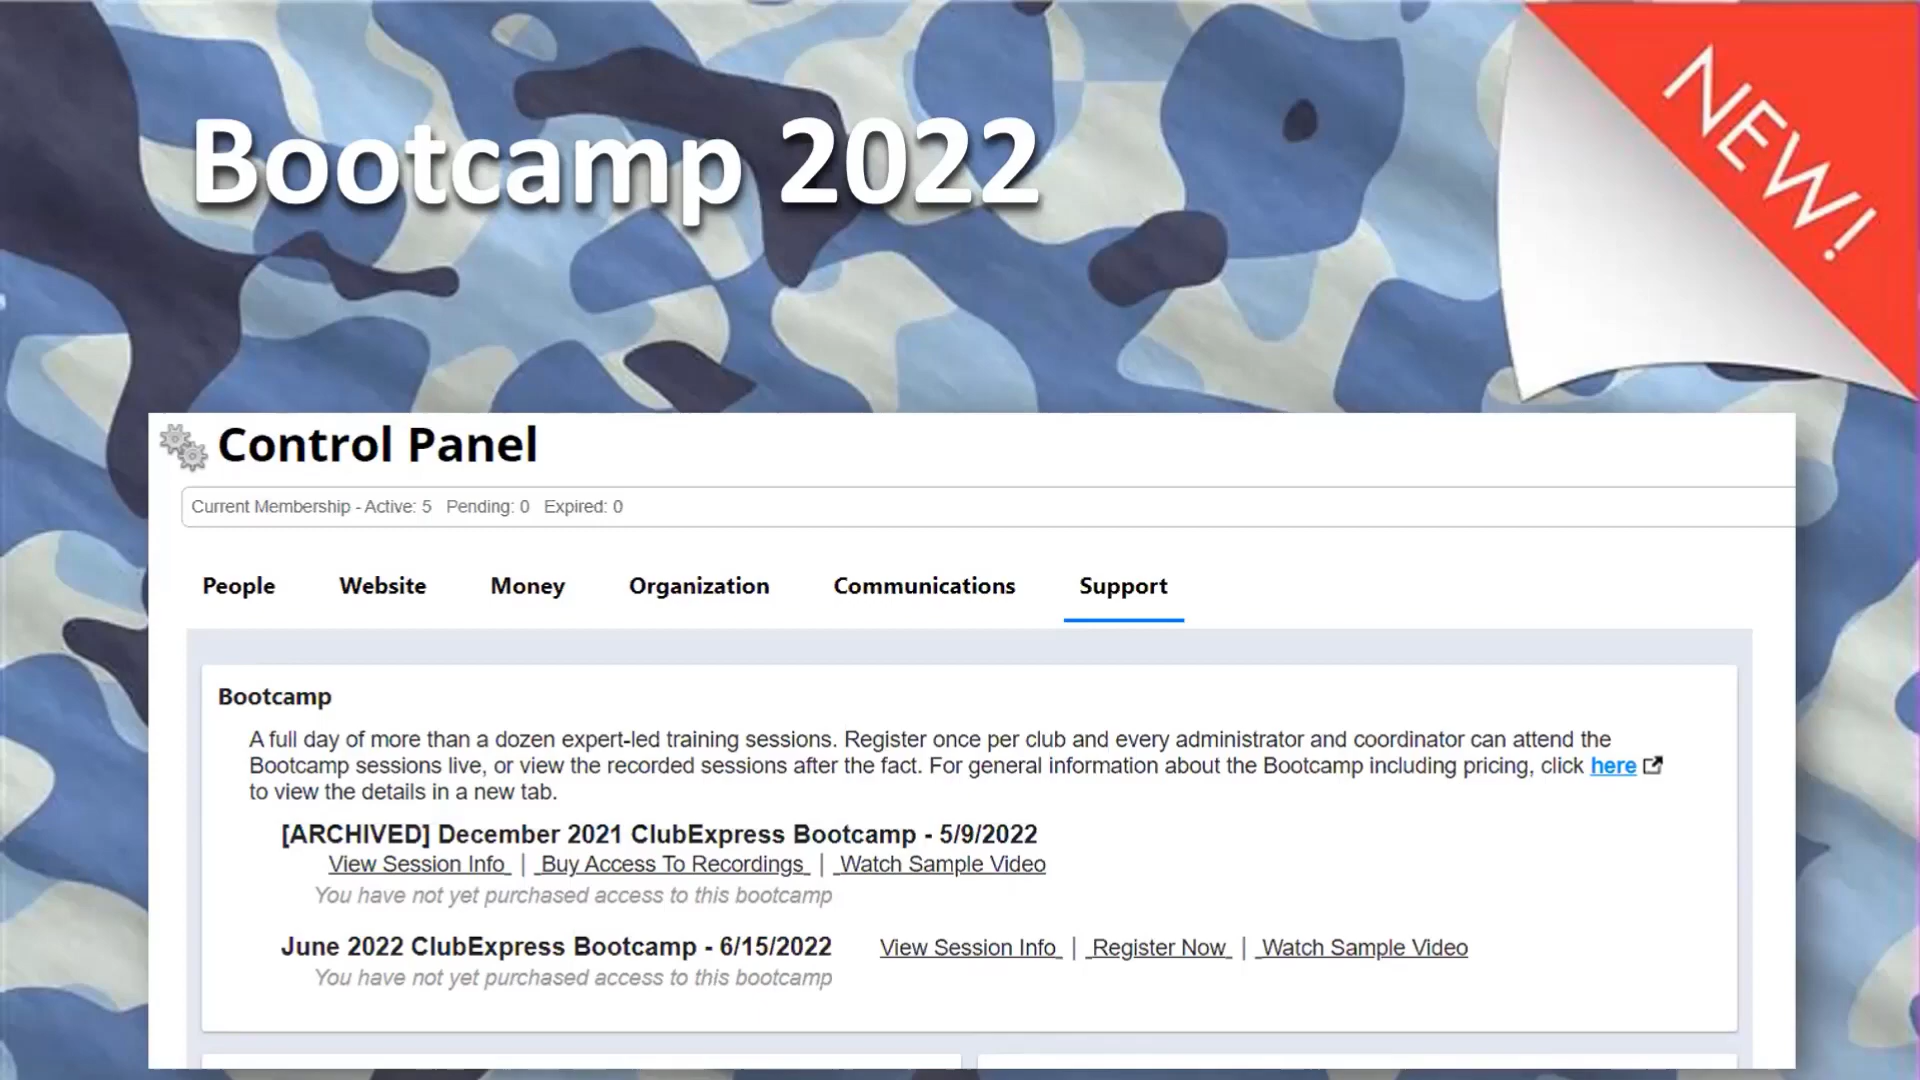 Bootcamp 2022
NEW!
Control Panel
Current Membership - Active: 5 Pending: 0 Expired: 0
People Website Money Organization Communications Support
Bootcamp
A full day of more than a dozen expert-led training sessions. Register once per club and every administrator and coordinator can attend the
Bootcamp sessions live, or view the recorded sessions after the fact. For general information about the Bootcamp including pricing, click here
to view the details in a new tab.
[ARCHIVED] December 2021 ClubExpress Bootcamp - 5/9/2022
View Session Info | Buy Access To Recordings | Watch Sample Video
You have not yet purchased access to this bootcamp
June 2022 ClubExpress Bootcamp - 6/15/2022 View Session Info | Register Now | Watch Sample Video
You have not yet purchased access to this bootcamp